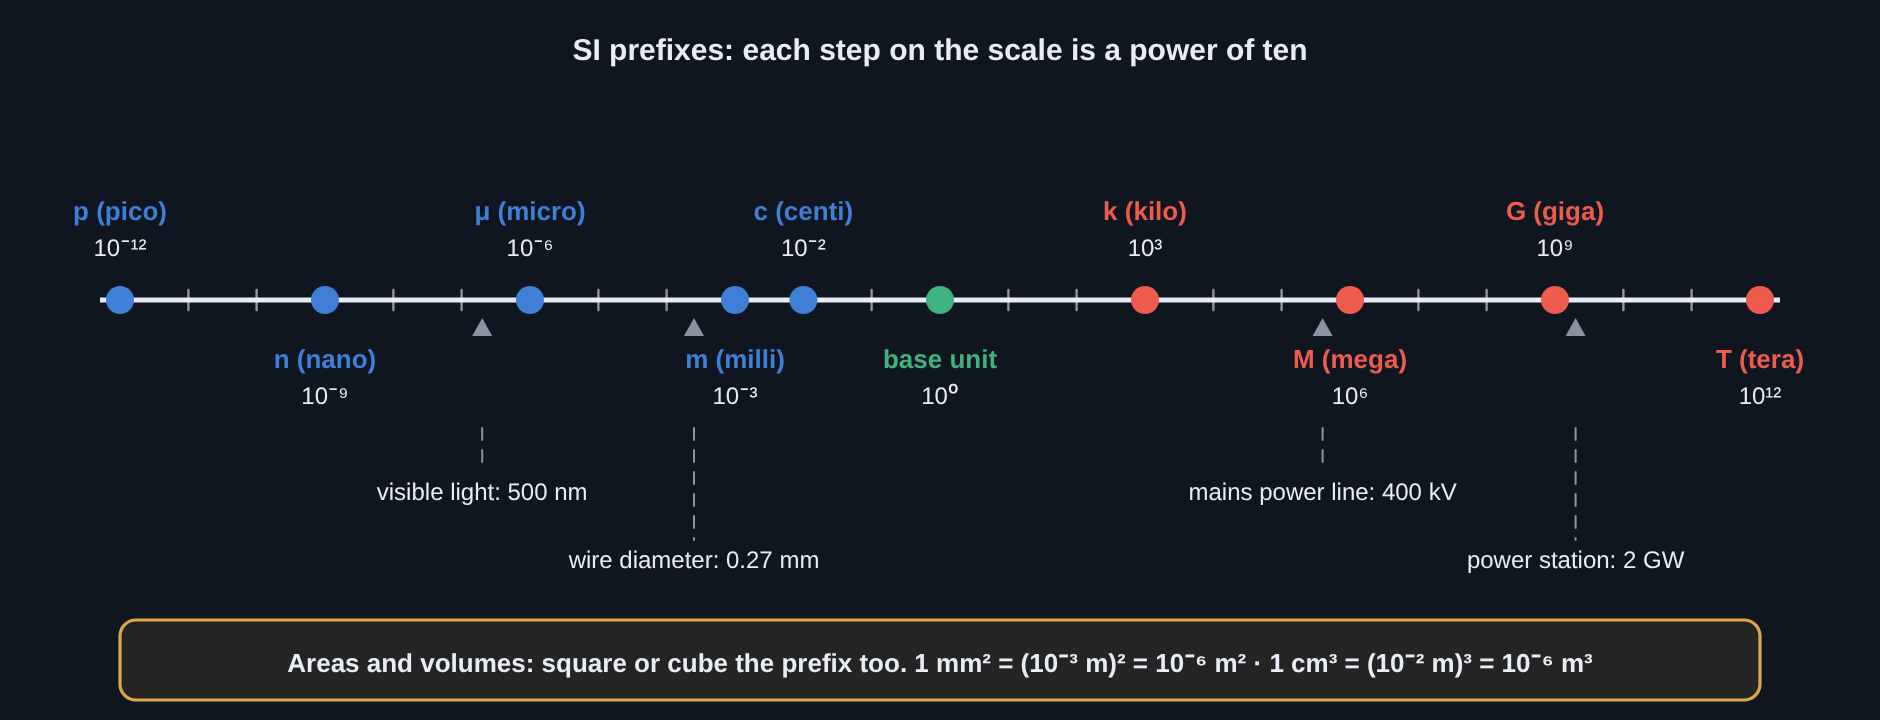 SI prefixes: each step on the scale is a power of ten
p (pico)
10⁻¹²
μ (micro)
10⁻⁶
c (centi)
10⁻²
k (kilo)
10³
G (giga)
10⁹
n (nano)
10⁻⁹
m (milli)
10⁻³
base unit
10⁰
M (mega)
10⁶
T (tera)
10¹²
visible light: 500 nm
mains power line: 400 kV
wire diameter: 0.27 mm
power station: 2 GW
Areas and volumes: square or cube the prefix too. 1 mm² = (10⁻³ m)² = 10⁻⁶ m² · 1 cm³ = (10⁻² m)³ = 10⁻⁶ m³